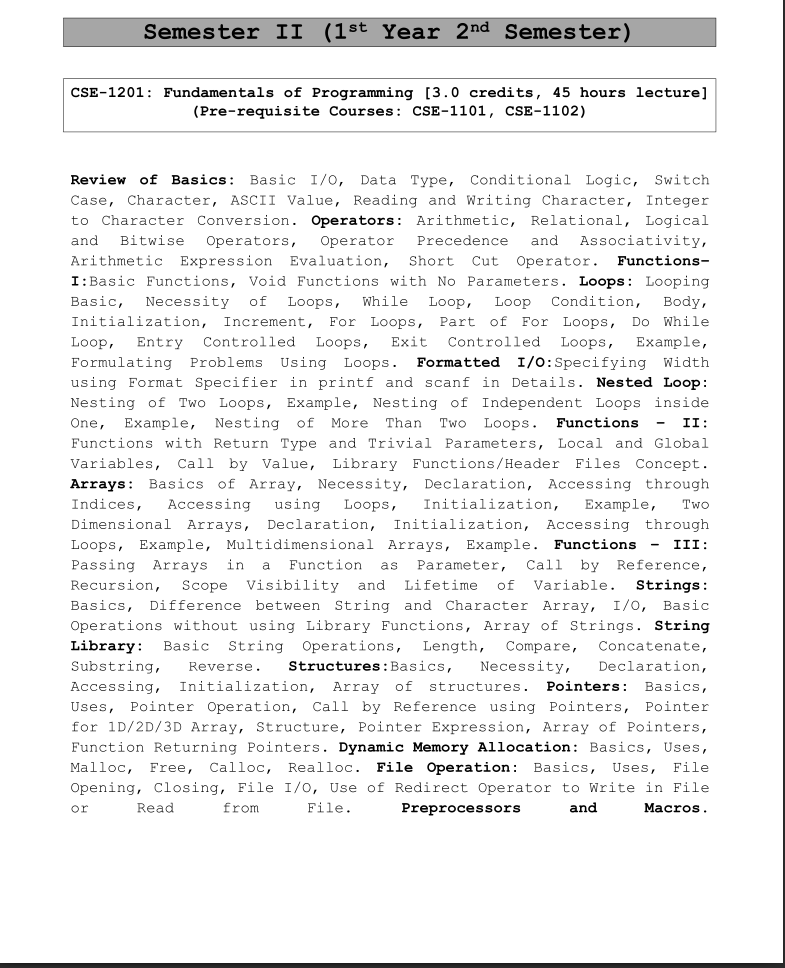 Semester II (1st Year 2nd Semester)
CSE-1201: Fundamentals of Programming [3.0 credits, 45 hours lecture]
(Pre-requisite Courses: CSE-1101, CSE-1102)
Review of Basics: Basic I/O, Data Type, Conditional Logic, Switch
Case, Character, ASCII Value, Reading and Writing Character, Integer
to Character Conversion. Operators: Arithmetic, Relational, Logical
and Bitwise Operators, Operator Precedence and Associativity,
Arithmetic Expression Evaluation, Short Cut Operator. Functions-
I:Basic Functions, Void Functions with No Parameters. Loops: Looping
Basic, Necessity of Loops, While Loop, Loop Condition, Body,
Initialization, Increment, For Loops, Part of For Loops, Do While
Loop, Entry Controlled Loops, Exit Controlled Loops, Example,
Formulating Problems Using Loops. Formatted I/O:Specifying Width
using Format Specifier in printf and scanf in Details. Nested Loop:
Nesting of Two Loops, Example, Nesting of Independent Loops inside
One, Example, Nesting of More Than Two Loops. Functions – II:
Functions with Return Type and Trivial Parameters, Local and Global
Variables, Call by Value, Library Functions/Header Files Concept.
Arrays: Basics of Array, Necessity, Declaration, Accessing through
Indices, Accessing using Loops, Initialization, Example, Two
Dimensional Arrays, Declaration, Initialization, Accessing through
Loops, Example, Multidimensional Arrays, Example. Functions – III:
Passing Arrays in a Function as Parameter, Call by Reference,
Recursion, Scope Visibility and Lifetime of Variable. Strings:
Basics, Difference between String and Character Array, I/O, Basic
Operations without using Library Functions, Array of Strings. String
Library: Basic String Operations, Length, Compare, Concatenate,
Substring, Reverse. Structures:Basics, Necessity, Declaration,
Accessing, Initialization, Array of structures. Pointers: Basics,
Uses, Pointer Operation, Call by Reference using Pointers, Pointer
for 1D/2D/3D Array, Structure, Pointer Expression, Array of Pointers,
Function Returning Pointers. Dynamic Memory Allocation: Basics, Uses,
Malloc, Free, Calloc, Realloc. File Operation: Basics, Uses, File
Opening, Closing, File I/O, Use of Redirect Operator to Write in File
or Read from File. Preprocessors and Macros.